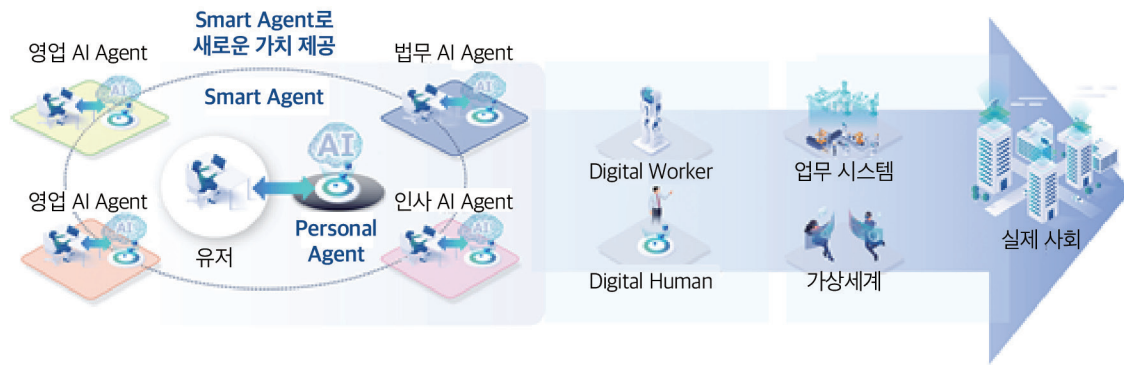 Smart Agent로
새로운 가치 제공
영업 AI Agent
법무 AI Agent
Smart Agent
AI
AI
AI
영업 AI Agent
인사 AI Agent
Personal
Agent
유저
AI
AI
Digital Worker
업무 시스템
Digital Human
가상세계
실제 사회